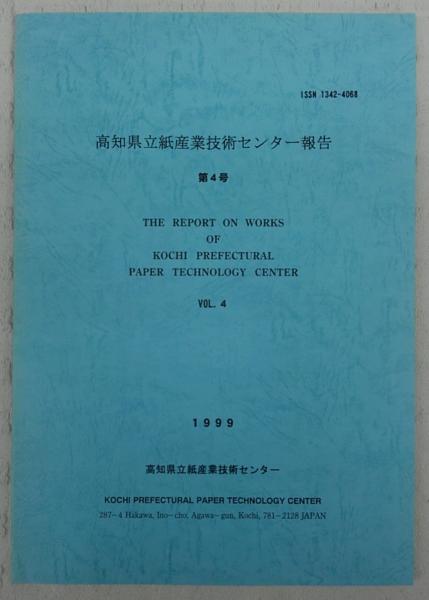 ISSN 1342-4068
高知県立紙産業技術センター報告
第4号
THE REPORT ON WORKS
OF
KOCHI PREFECTURAL
PAPER TECHNOLOGY CENTER
VOL. 4
1999
高知県立紙産業技術センター
KOCHI PREFECTURAL PAPER TECHNOLOGY CENTER
287-4 Hakawa, Ino-cho, Agawa-gun, Kochi, 781-2128 JAPAN